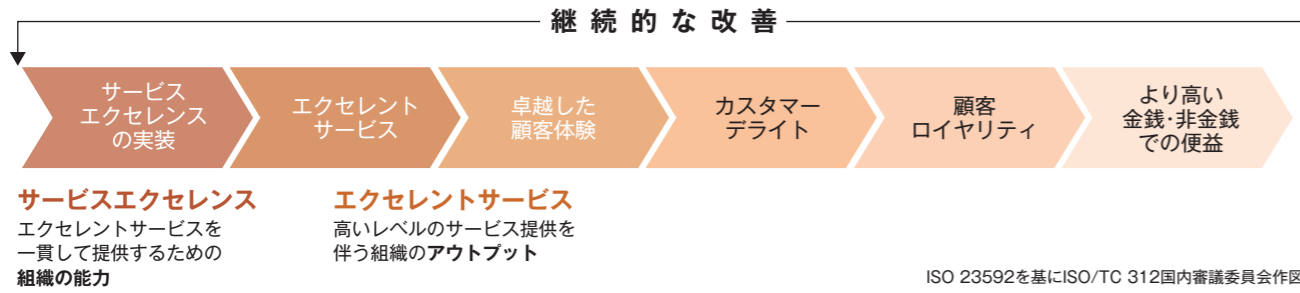 継続的な改善
サービス
エクセレンス
の実装
エクセレント
サービス
卓越した
顧客体験
カスタマー
デライト
顧客
ロイヤリティ
より高い
金銭・非金銭
での便益
サービスエクセレンス
エクセレントサービスを
一貫して提供するための
組織の能力
エクセレントサービス
高いレベルのサービス提供を
伴う組織のアウトプット
ISO 23592を基にISO/TC 312国内審議委員会作図